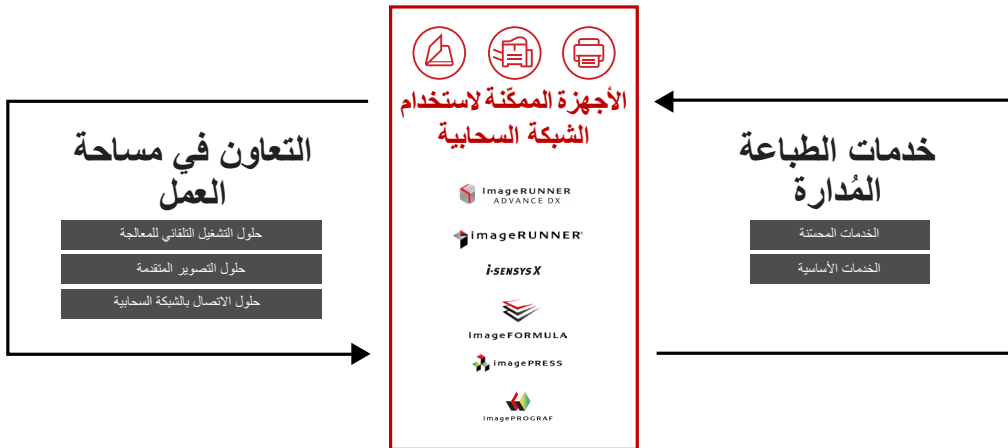 خدمات الطباعة
المُدارة
الخدمات المحسّنة
الخدمات الأساسية
الأجهزة الممكّنة لاستخدام
الشبكة السحابية
imageRUNNER
ADVANCE DX
imageRUNNER
i-SENSYS X
imageFORMULA
imagePRESS
imagePROGRAF
التعاون في مساحة
العمل
حلول التشغيل التلقائي للمعالجة
حلول التصوير المتقدمة
حلول الاتصال بالشبكة السحابية